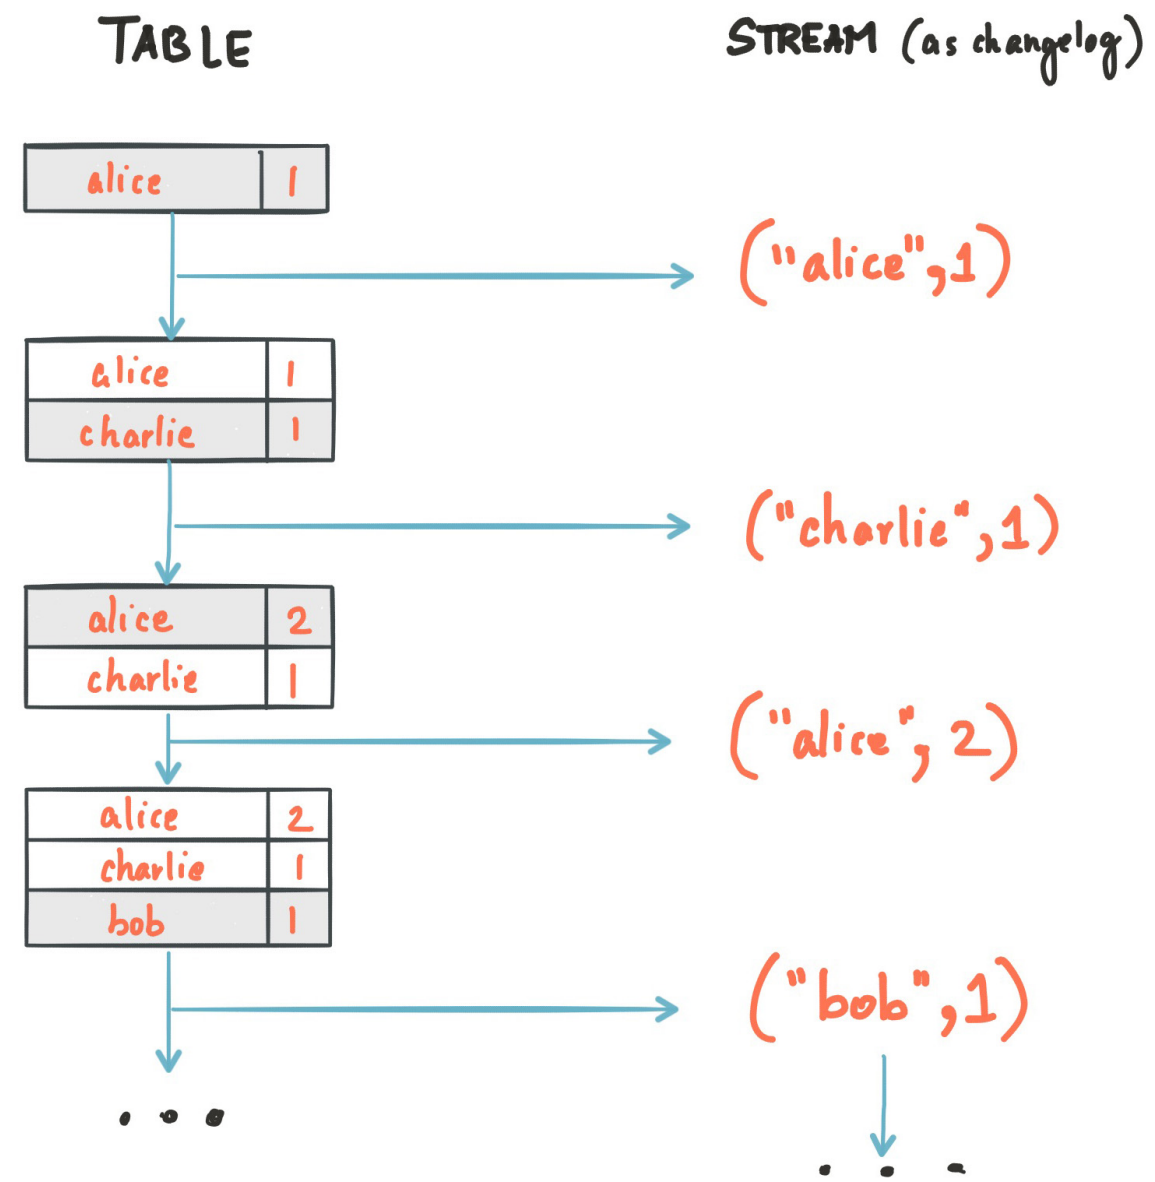 TABLE
STREAM (as changelog)
alice 1
("alice",1)
alice 1
charlie 1
("charlie",1)
alice 2
charlie 1
("alice", 2)
alice 2
charlie 1
bob 1
("bob",1)
...
...